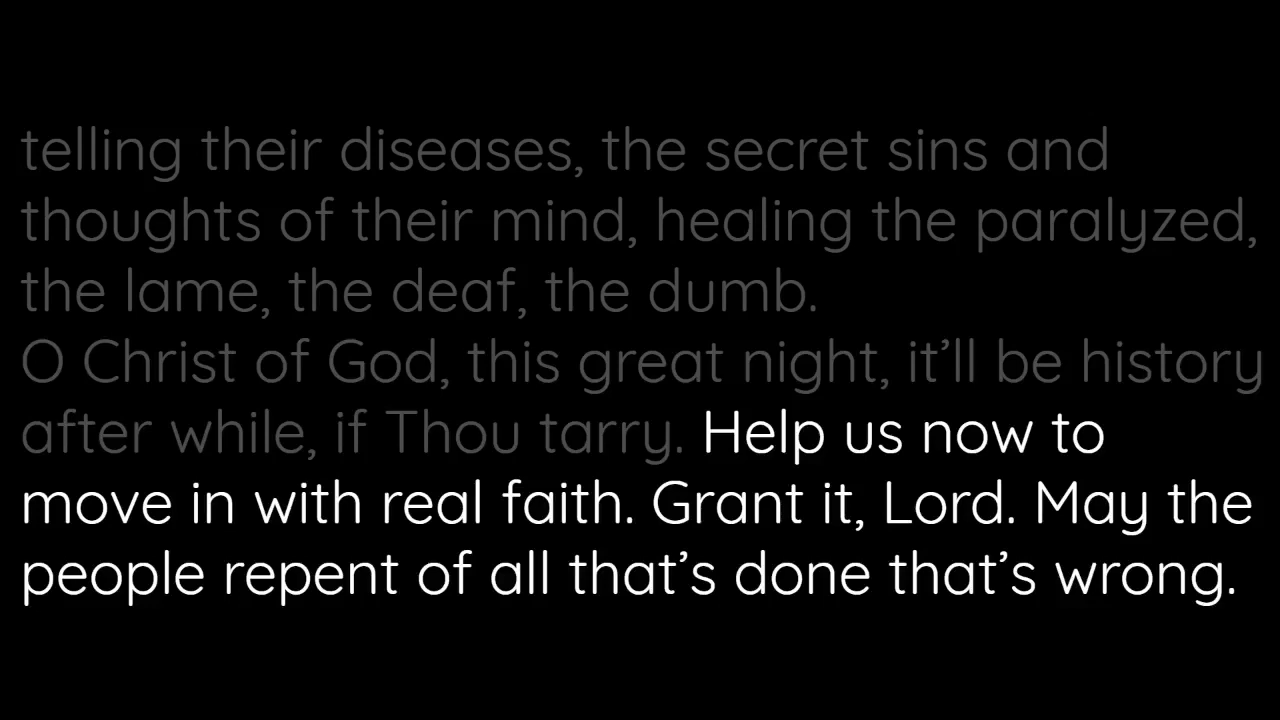 telling their diseases, the secret sins and
thoughts of their mind, healing the paralyzed,
the lame, the deaf, the dumb.
O Christ of God, this great night, it’ll be history
after while, if Thou tarry. Help us now to
move in with real faith. Grant it, Lord. May the
people repent of all that’s done that’s wrong.